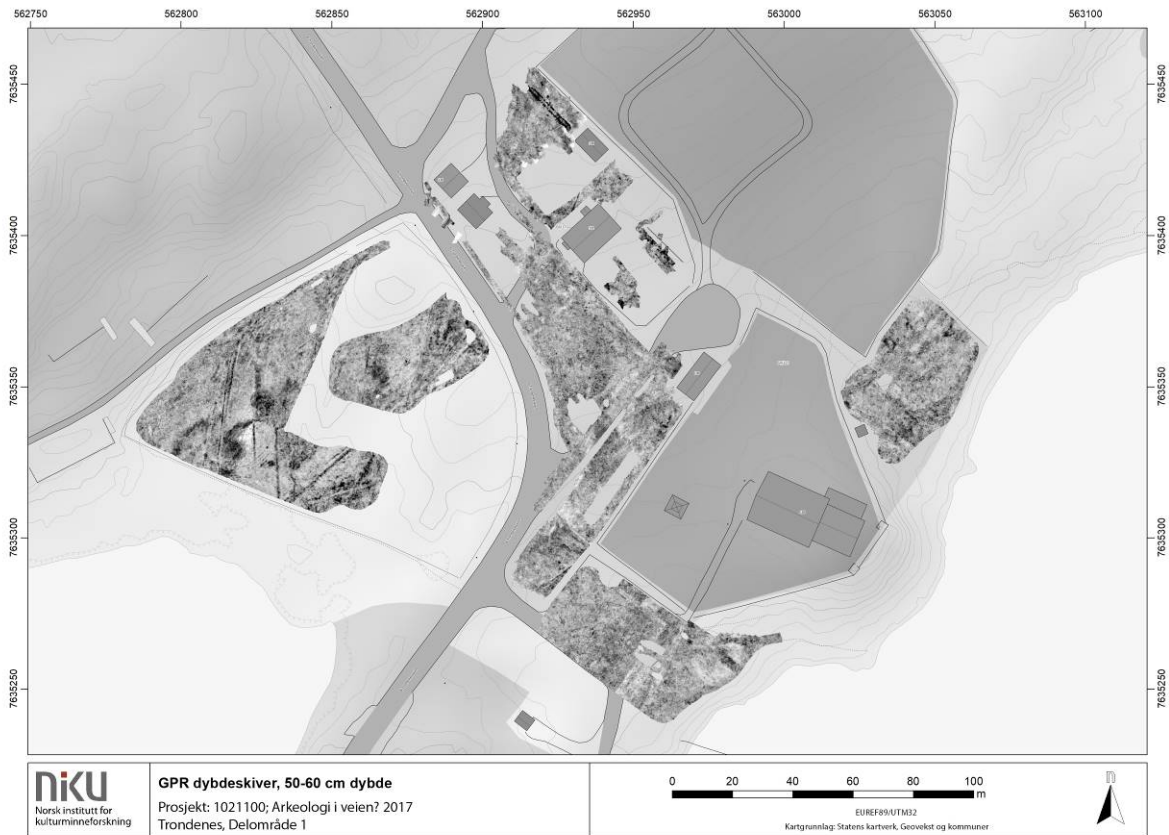 562750 562800 562850 562900 562950 563000 563050 563100
7635450 7635450
7635400 7635400
7635350 7635350
7635300 7635300
7635250 7635250
niku
Norsk institutt for
kulturminneforskning
GPR dybdeskiver, 50-60 cm dybde
Prosjekt: 1021100; Arkeologi i veien? 2017
Trondenes, Delområde 1
0 20 40 60 80 100
m
EUREF89/UTM32
Kartgrunnlag: Statens kartverk, Geovekst og kommuner
n